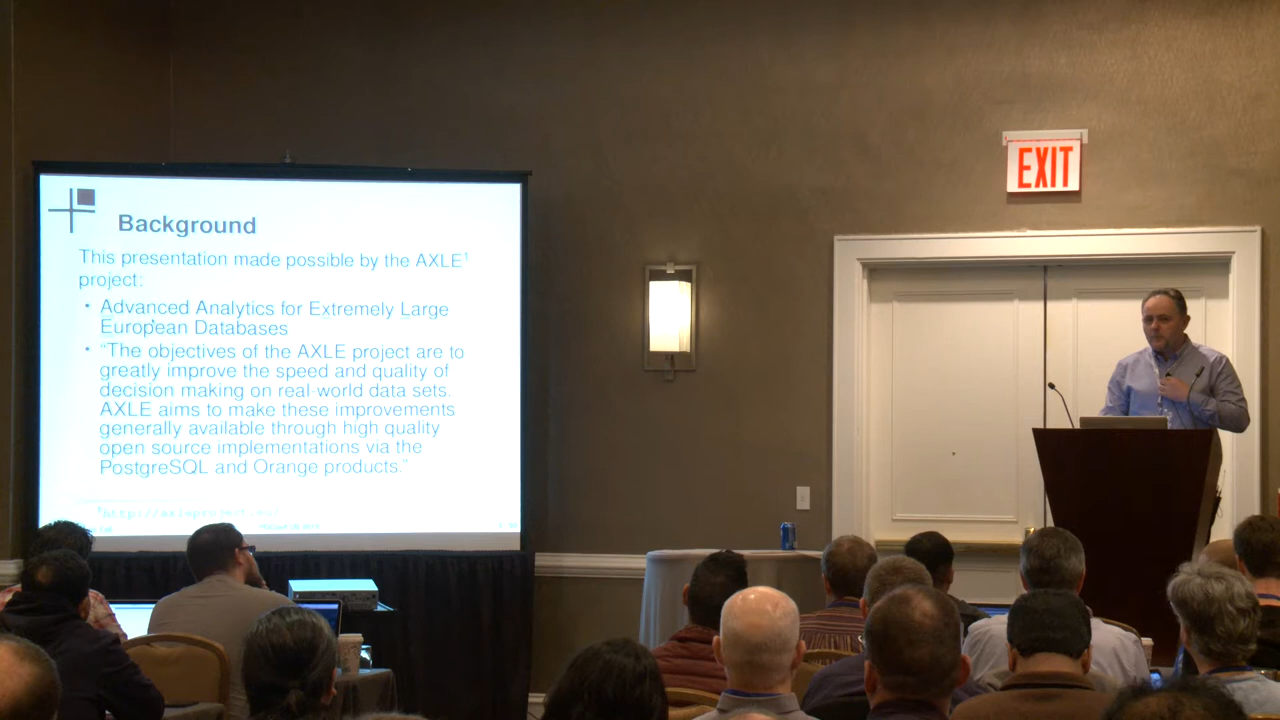 EXIT
Background
This presentation made possible by the AXLE¹
project:
• Advanced Analytics for Extremely Large
European Databases
• “The objectives of the AXLE project are to
greatly improve the speed and quality of
decision making on real-world data sets.
AXLE aims to make these improvements
generally available through high quality
open source implementations via the
PostgreSQL and Orange products.”
¹http://axleproject.eu/